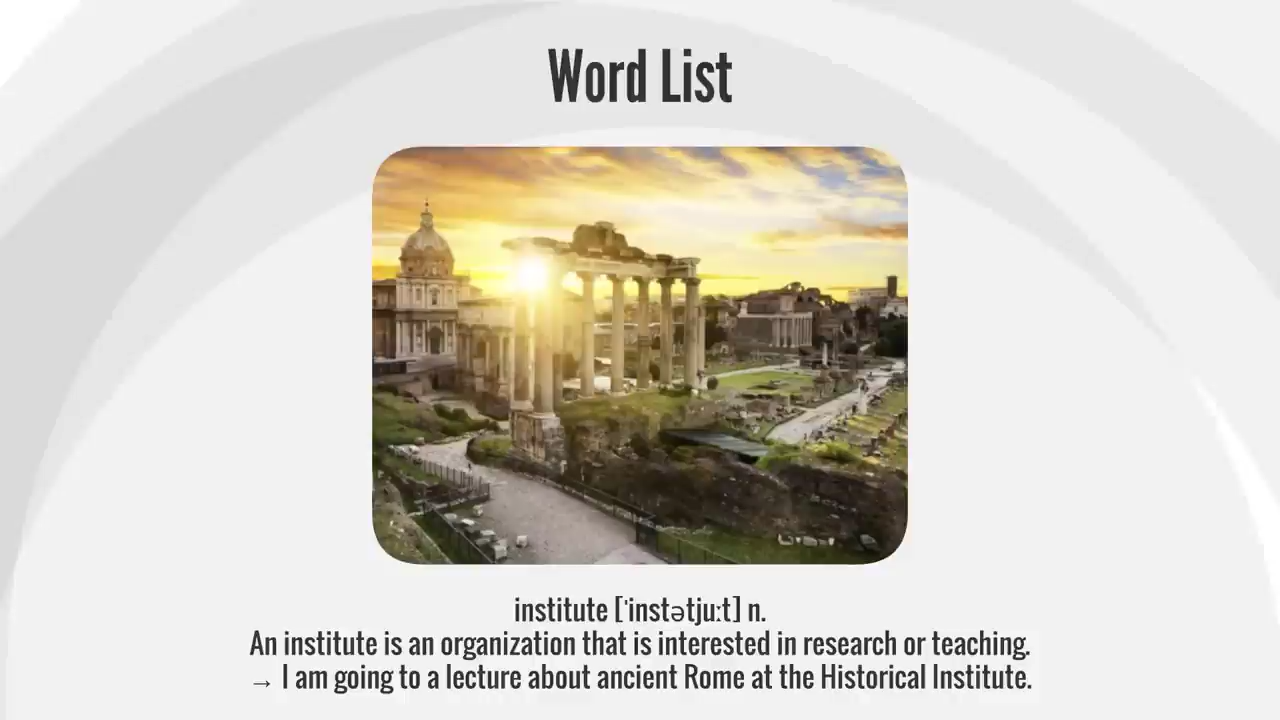 Word List
institute ['instətjuːt] n.
An institute is an organization that is interested in research or teaching.
→ I am going to a lecture about ancient Rome at the Historical Institute.